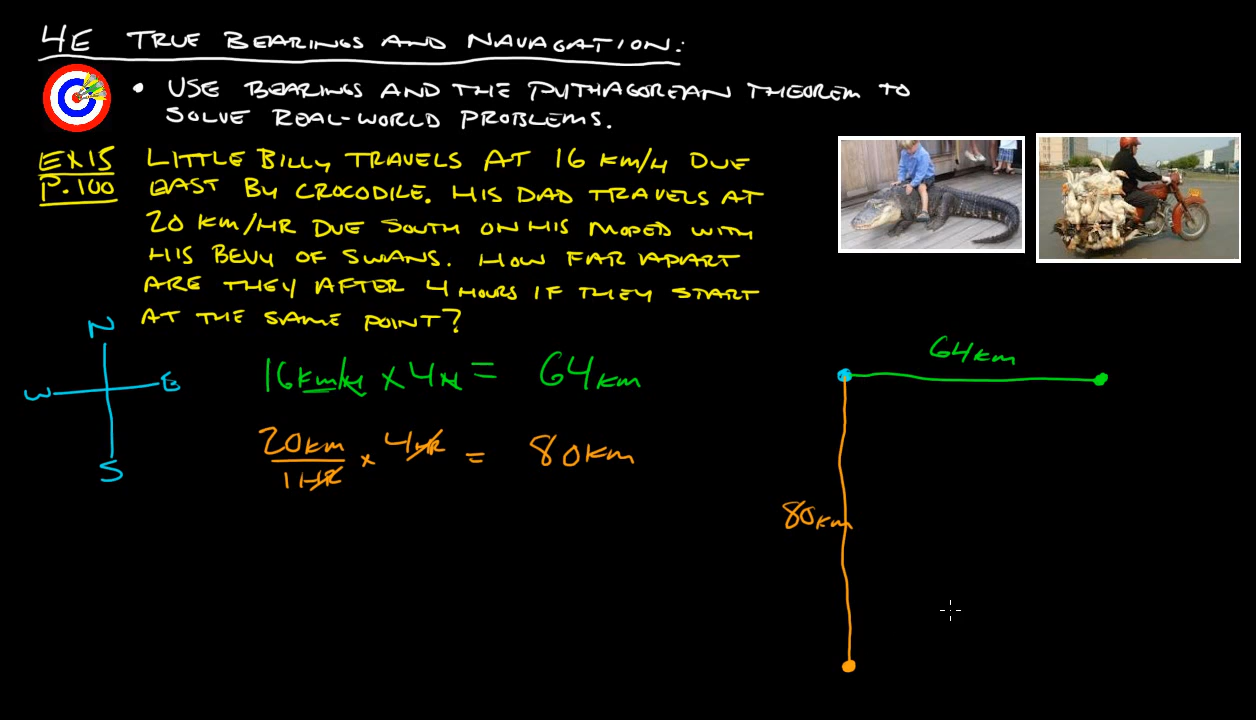 4E TRUE BEARINGS AND NAVAGATION:
• USE BEARINGS AND THE PYTHAGOREAN THEOREM TO
SOLVE REAL-WORLD PROBLEMS.
EX15
P.100
LITTLE BILLY TRAVELS AT 16 KM/H DUE
EAST BY CROCODILE. HIS DAD TRAVELS AT
20 KM/HR DUE SOUTH ON HIS MOPED WITH
HIS BEVY OF SWANS. HOW FAR APART
ARE THEY AFTER 4 HOURS IF THEY START
AT THE SAME POINT?
N
W E
S
16km/H x 4H = 64km
20km
1HR
x 4HR = 80km
64km
80km